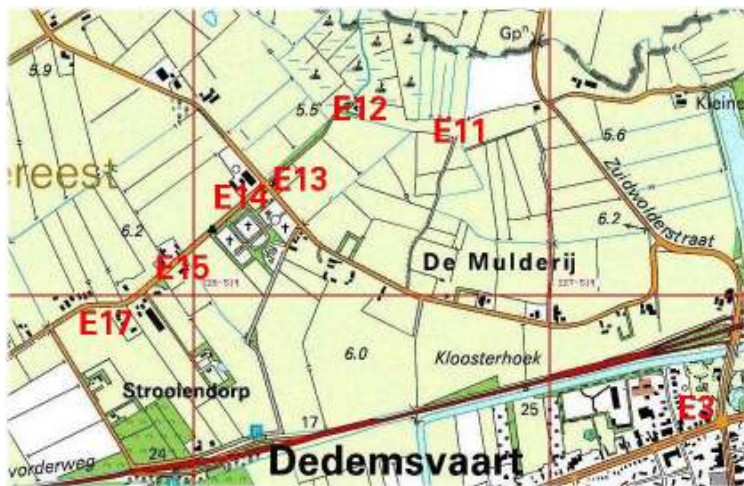 Gpⁿ
5.9
E12
5.5
E11
Kleine
5.6
ereest
E13
E14
Zuidwolderstraat
6.2
6.2
De Mulderij
E15
E17
6.0
Kloosterhoek
Stroolendorp
17
25
E3
Dedemsvaart
vorderweg
24